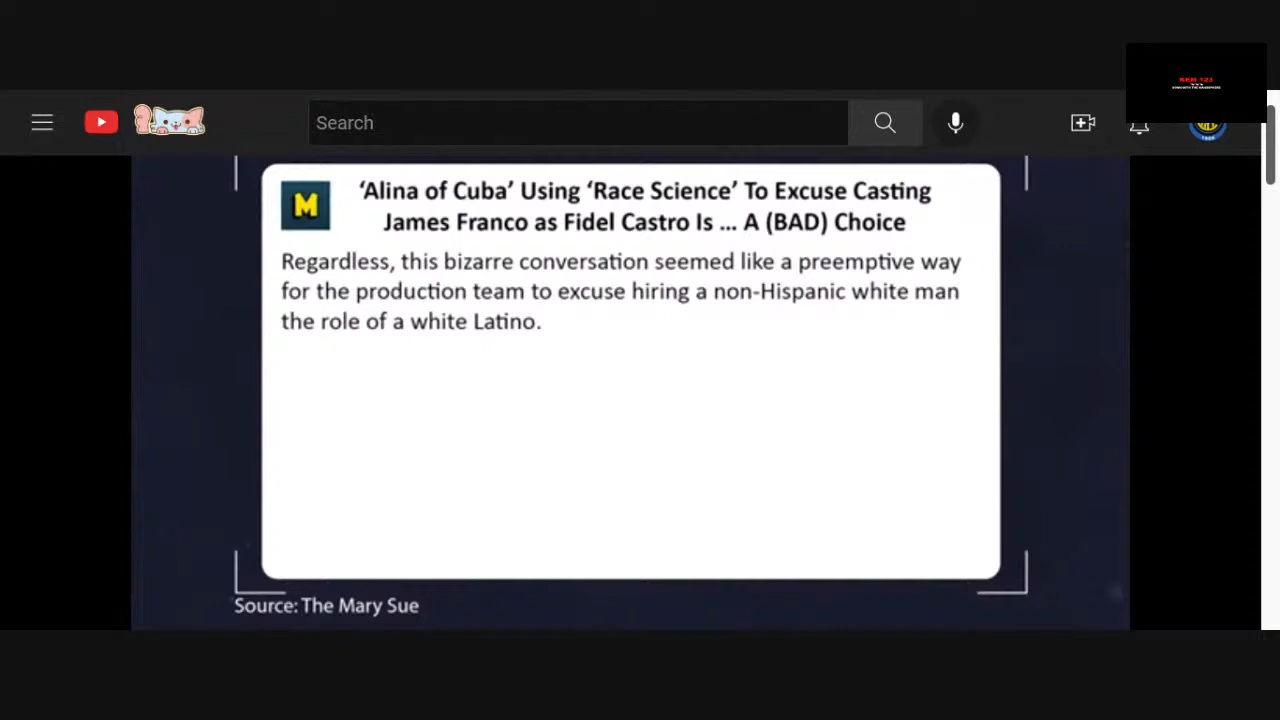 KEM 123
Search
M
‘Alina of Cuba’ Using ‘Race Science’ To Excuse Casting
James Franco as Fidel Castro Is ... A (BAD) Choice
Regardless, this bizarre conversation seemed like a preemptive way
for the production team to excuse hiring a non-Hispanic white man
the role of a white Latino.
Source: The Mary Sue